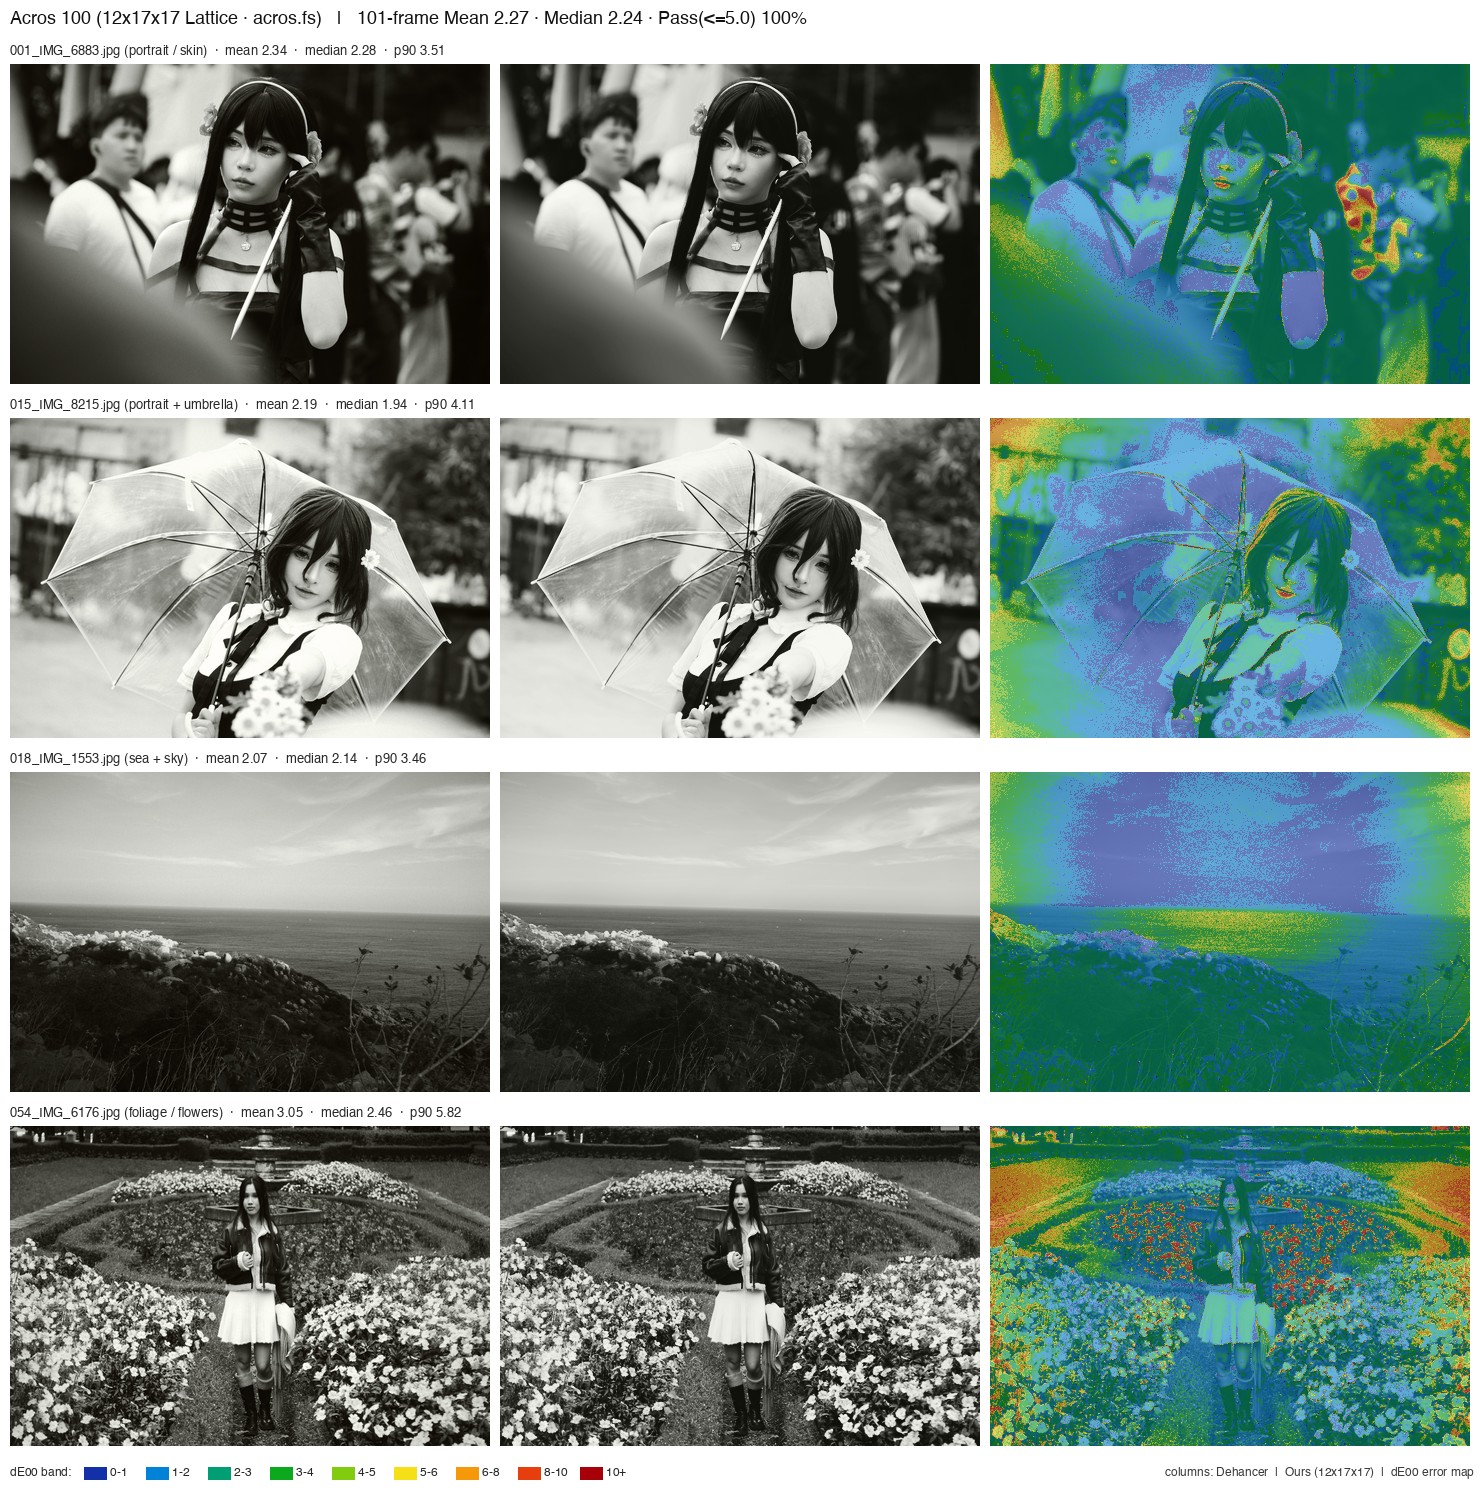 Acros 100 (12x17x17 Lattice · acros.fs) | 101-frame Mean 2.27 · Median 2.24 · Pass(<=5.0) 100%
001_IMG_6883.jpg (portrait / skin) · mean 2.34 · median 2.28 · p90 3.51
015_IMG_8215.jpg (portrait + umbrella) · mean 2.19 · median 1.94 · p90 4.11
018_IMG_1553.jpg (sea + sky) · mean 2.07 · median 2.14 · p90 3.46
054_IMG_6176.jpg (foliage / flowers) · mean 3.05 · median 2.46 · p90 5.82
dE00 band: 0-1 1-2 2-3 3-4 4-5 5-6 6-8 8-10 10+
columns: Dehancer | Ours (12x17x17) | dE00 error map